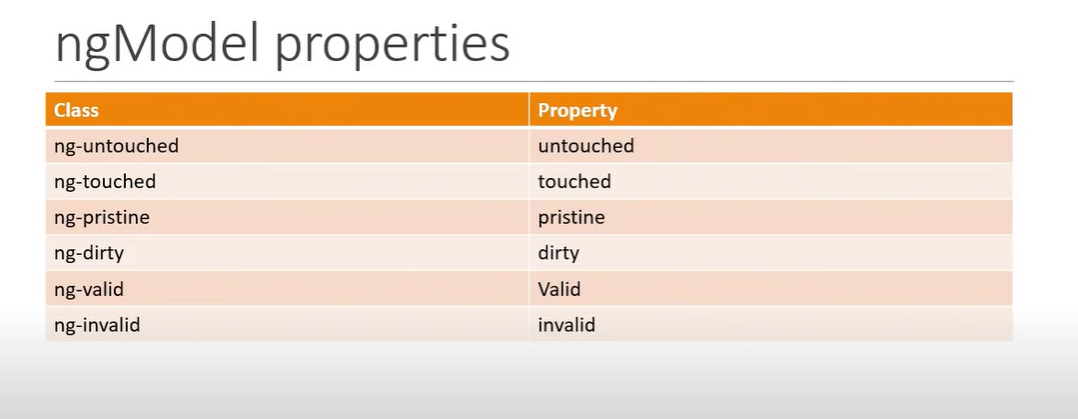 ngModel properties
Class Property
ng-untouched untouched
ng-touched touched
ng-pristine pristine
ng-dirty dirty
ng-valid Valid
ng-invalid invalid